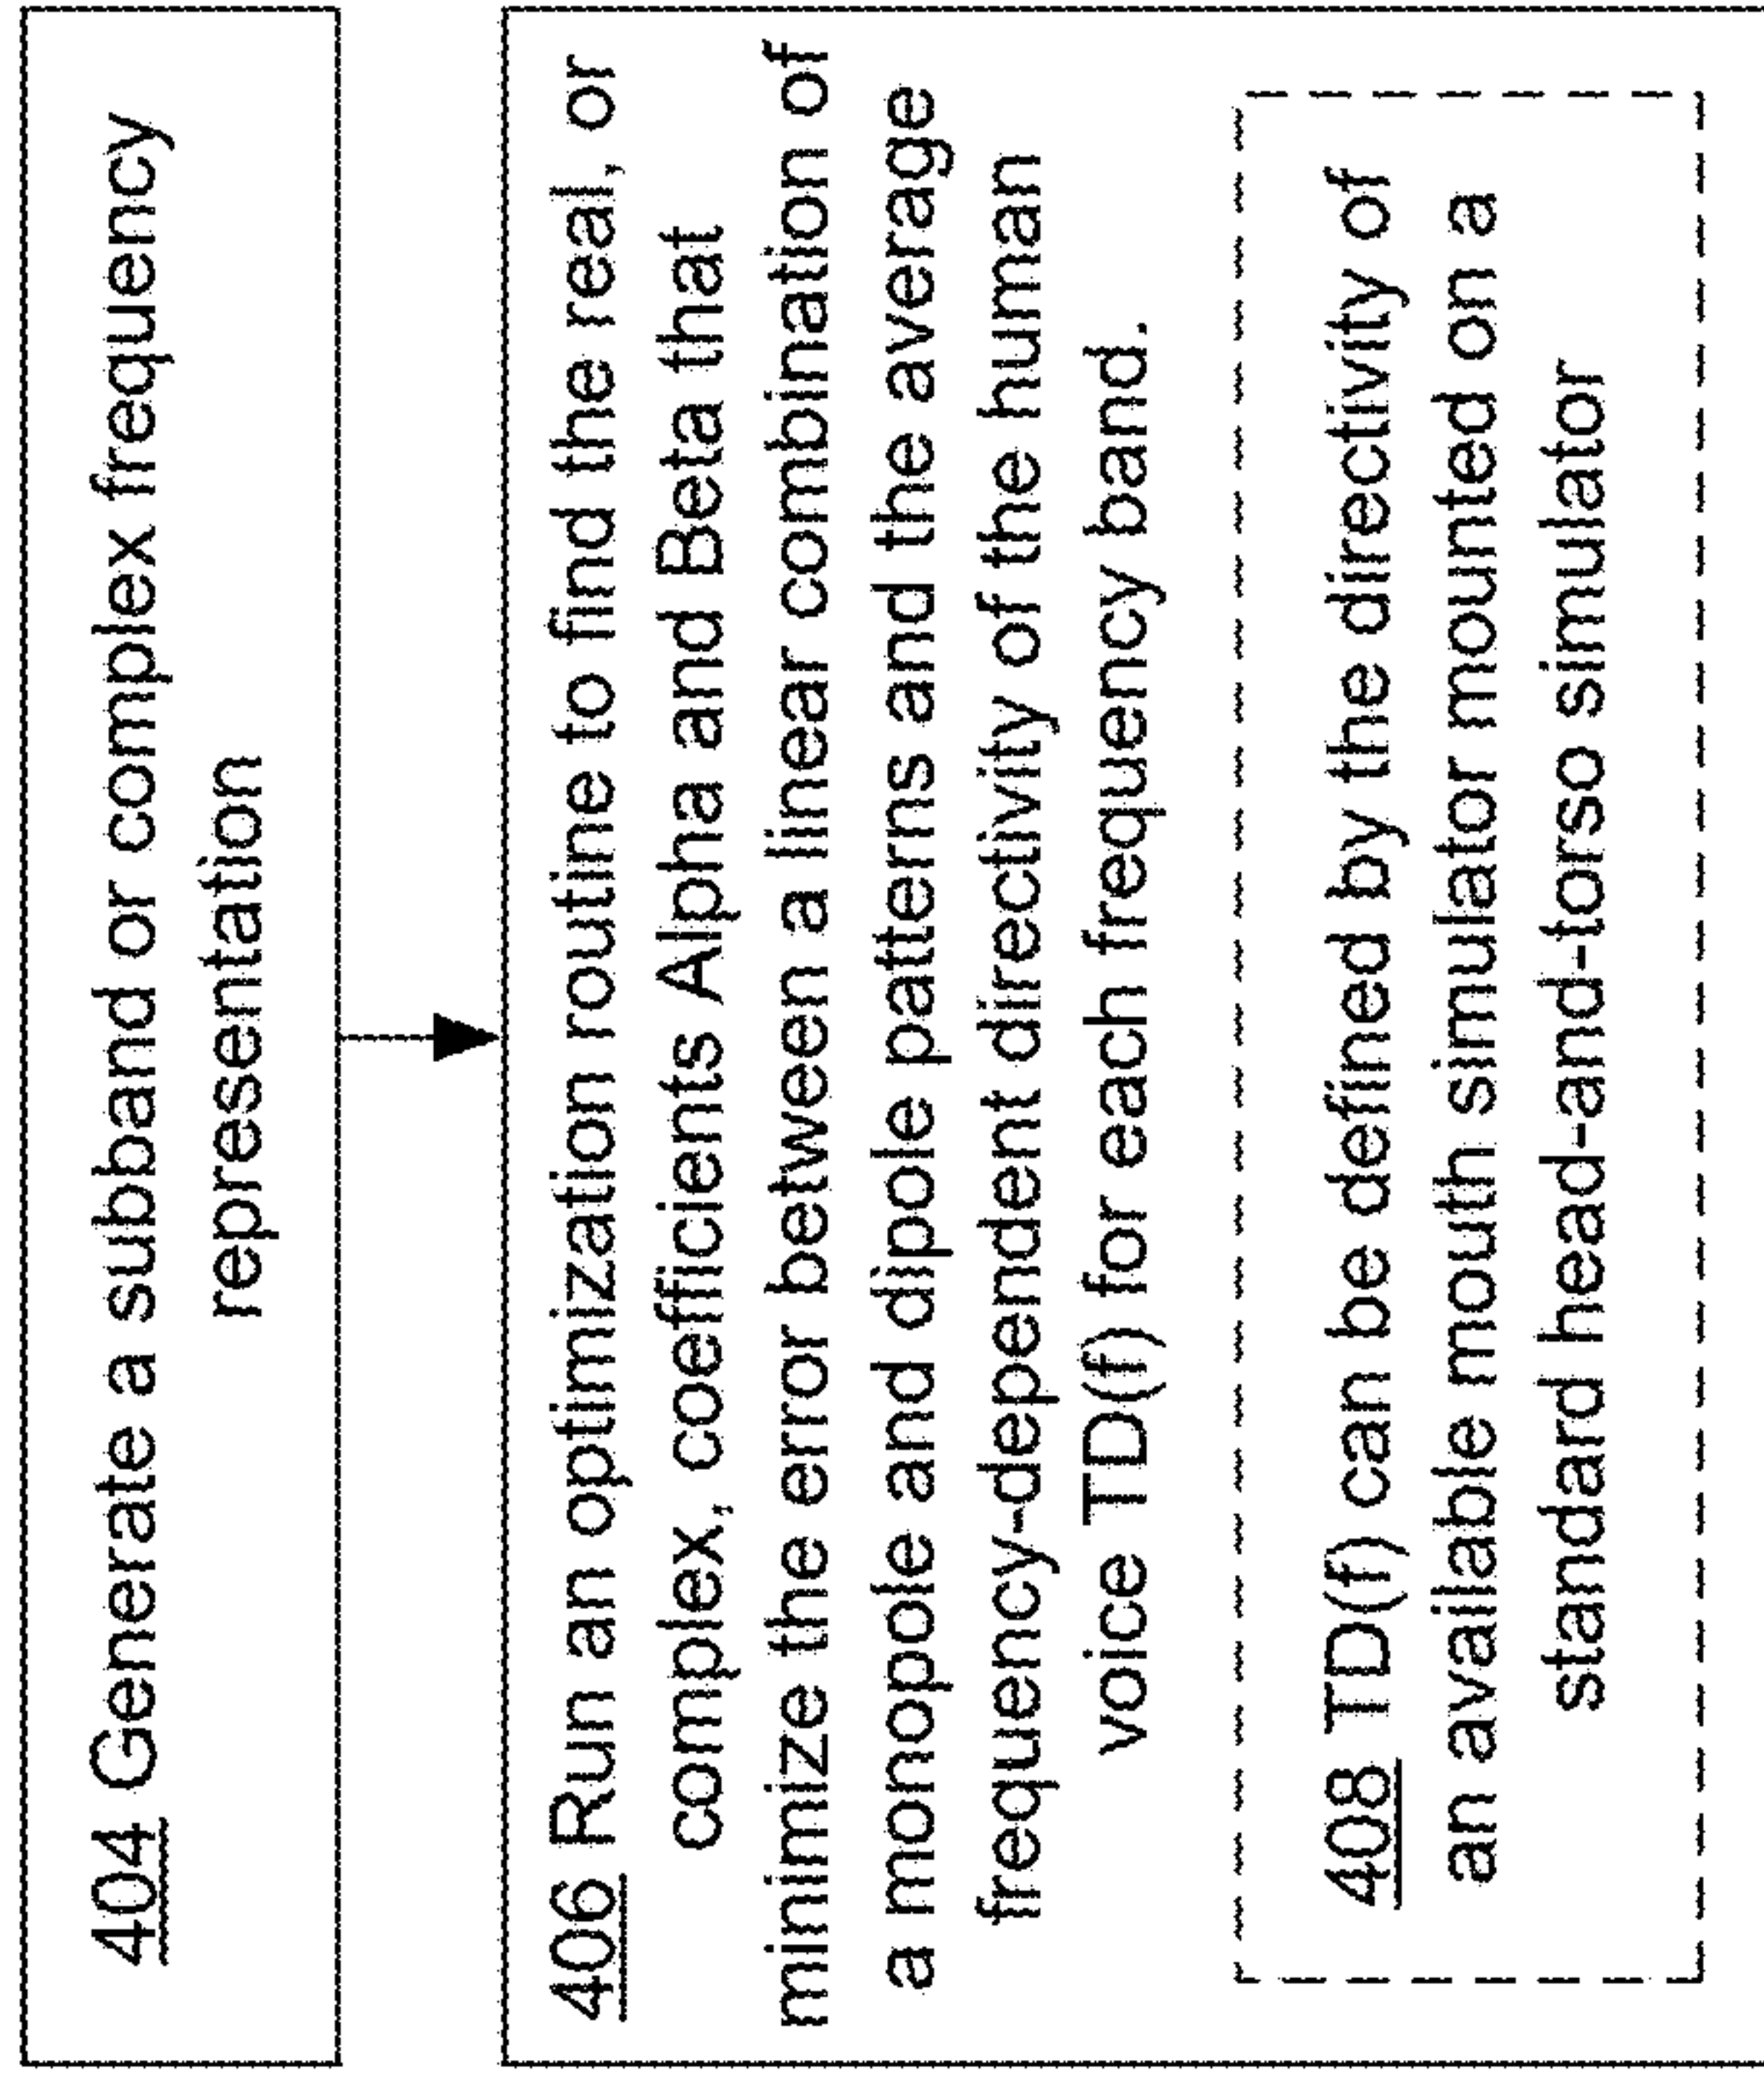 404 Generate a subband or complex frequency
representation
406 Run an optimization routine to find the real, or
complex, coefficients Alpha and Beta that
minimize the error between a linear combination of
a monopole and dipole patterns and the average
frequency-dependent directivity of the human
voice TD(f) for each frequency band.
408 TD(f) can be defined by the directivity of
an available mouth simulator mounted on a
standard head-and-torso simulator